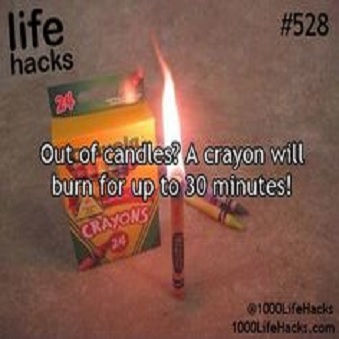 life
hacks
#528
24
Out of candles? A crayon will
burn for up to 30 minutes!
CRAYONS
24
@1000LifeHacks
1000LifeHacks.com